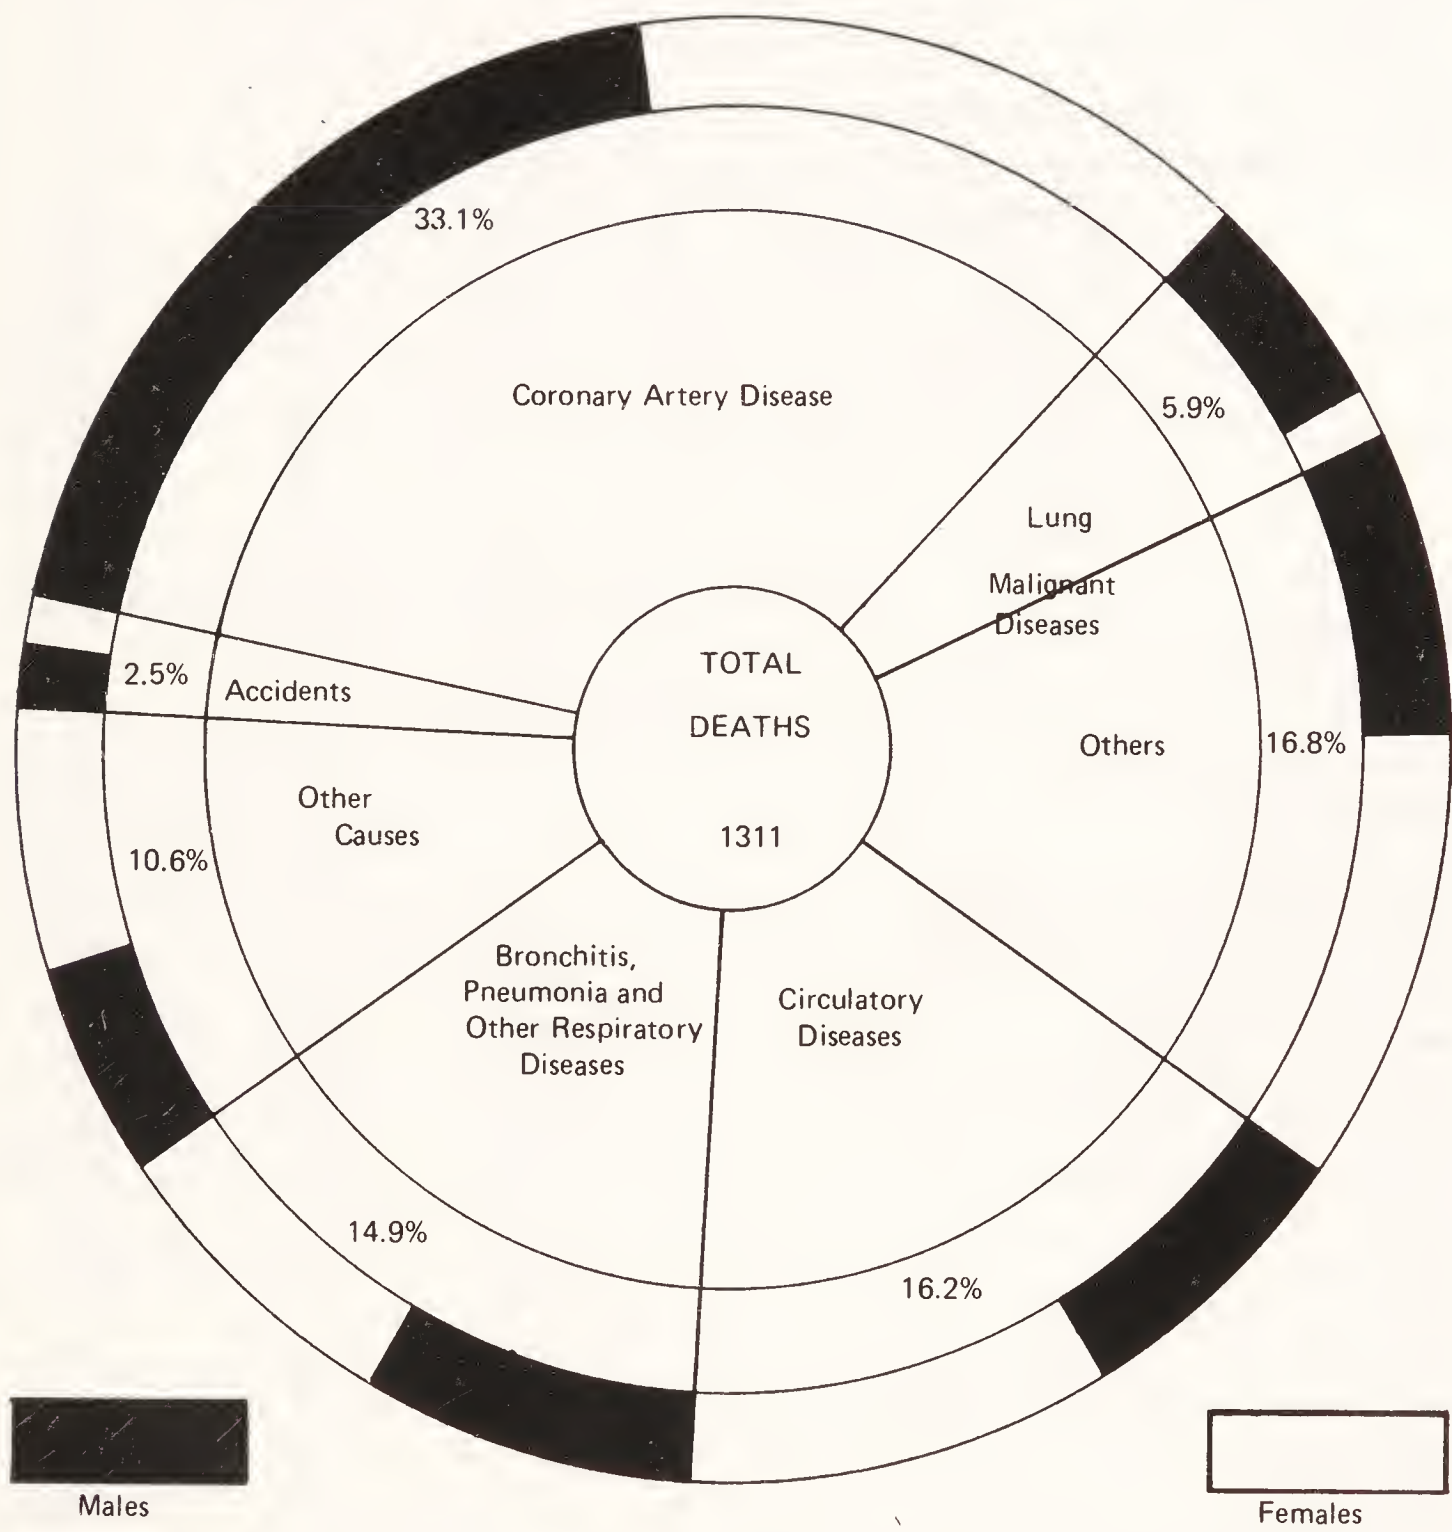 33.1%
Coronary Artery Disease
5.9%
Lung
Malignant
Diseases
TOTAL
DEATHS
1311
2.5%
Accidents
Others
16.8%
Other
Causes
10.6%
Bronchitis,
Pneumonia and
Other Respiratory
Diseases
Circulatory
Diseases
14.9%
16.2%
Males
Females